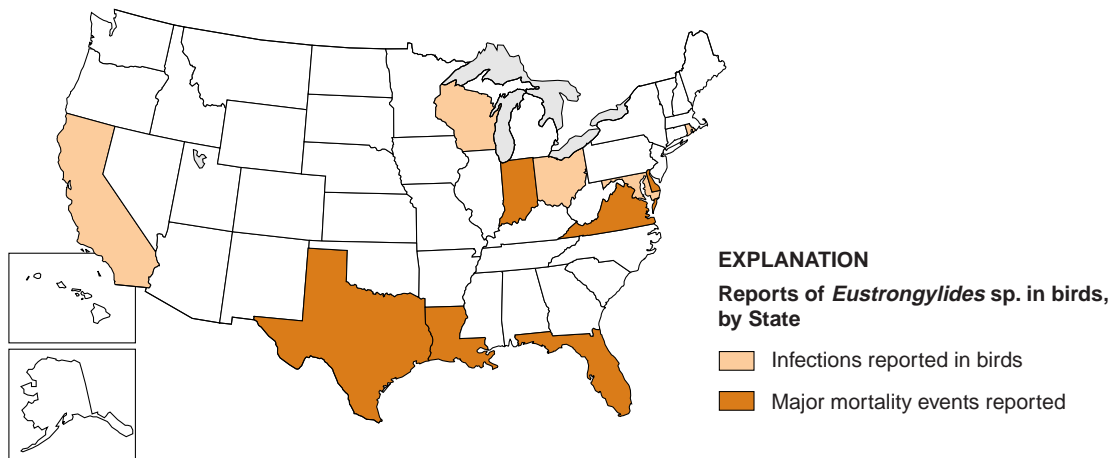 EXPLANATION
Reports of Eustrongylides sp. in birds,
by State
Infections reported in birds
Major mortality events reported